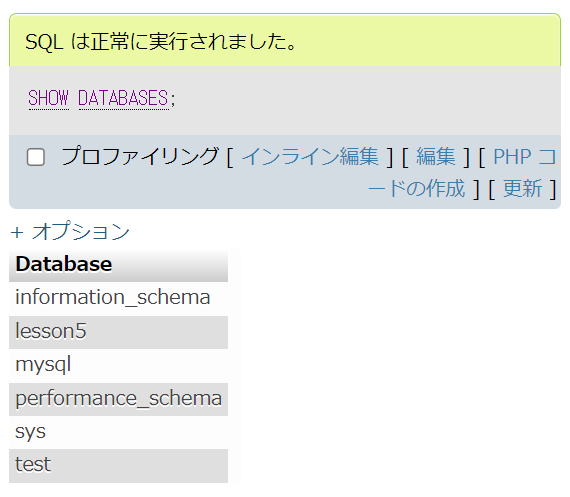 SQL は正常に実行されました。
SHOW DATABASES;
プロファイリング [ インライン編集 ] [ 編集 ] [ PHP コ
ードの作成 ] [ 更新 ]
+ オプション
Database
information_schema
lesson5
mysql
performance_schema
sys
test